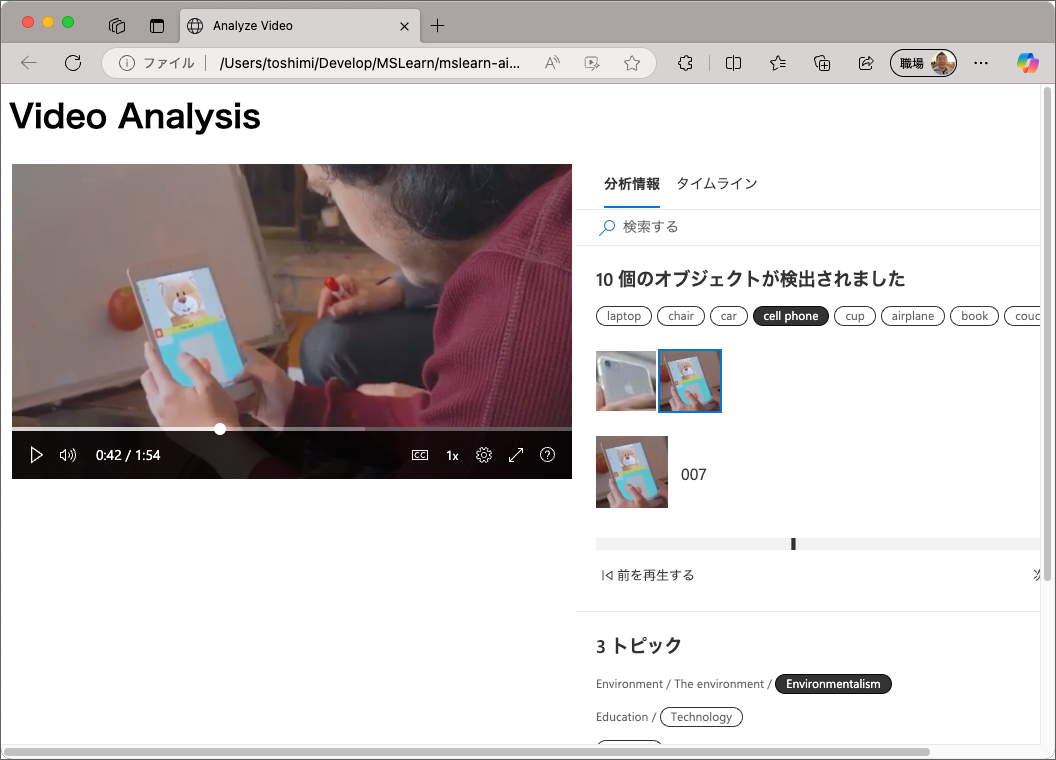 Analyze Video
ファイル
/Users/toshimi/Develop/MSLearn/mslearn-ai...
職場
Video Analysis
0:42 / 1:54
CC
1x
分析情報 タイムライン
検索する
10 個のオブジェクトが検出されました
laptop chair car cell phone cup airplane book couc
007
前を再生する
3 トピック
Environment / The environment / Environmentalism
Education / Technology